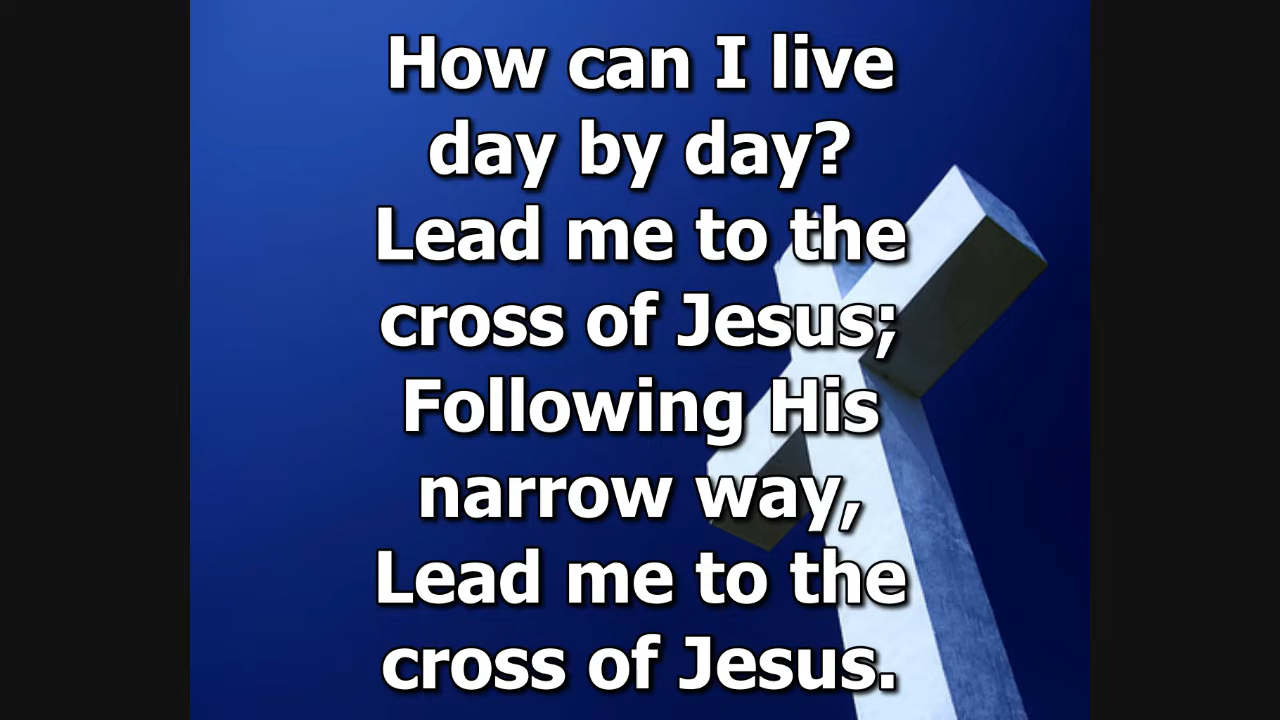 How can I live
day by day?
Lead me to the
cross of Jesus;
Following His
narrow way,
Lead me to the
cross of Jesus.